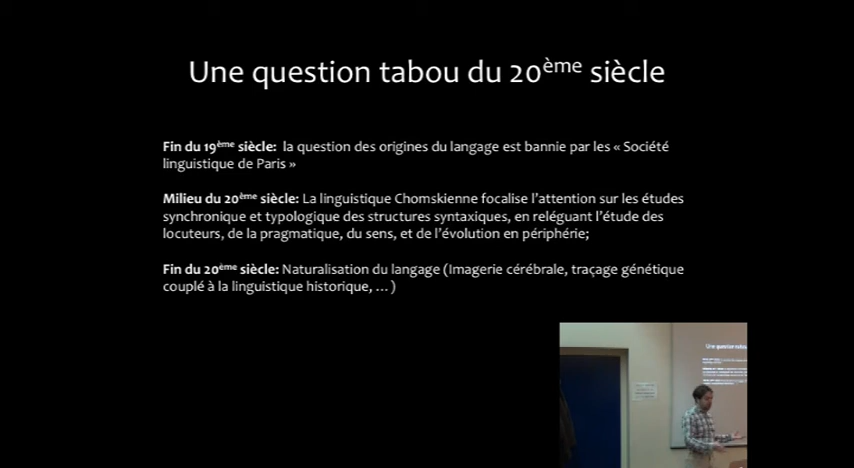 Une question tabou du 20ème siècle
Fin du 19ème siècle: la question des origines du langage est bannie par les « Société
linguistique de Paris »
Milieu du 20ème siècle: La linguistique Chomskienne focalise l'attention sur les études
synchronique et typologique des structures syntaxiques, en reléguant l'étude des
locuteurs, de la pragmatique, du sens, et de l'évolution en périphérie;
Fin du 20ème siècle: Naturalisation du langage (Imagerie cérébrale, traçage génétique
couplé à la linguistique historique, ... )
Une question tabou